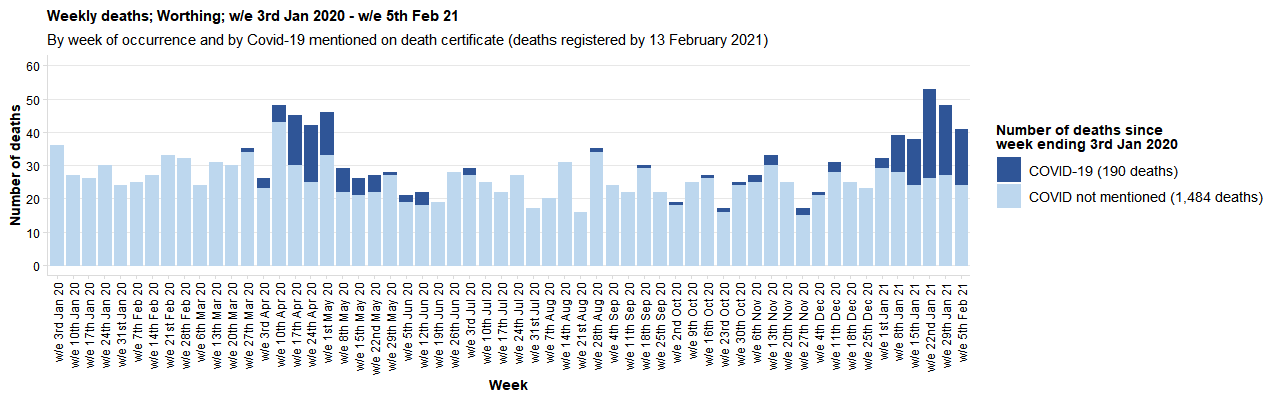 Weekly deaths; Worthing; w/e 3rd Jan 2020 - w/e 5th Feb 21
By week of occurrence and by Covid-19 mentioned on death certificate (deaths registered by 13 February 2021)
Number of deaths
60
50
40
30
20
10
0
w/e 3rd Jan 20
w/e 10th Jan 20
w/e 17th Jan 20
w/e 24th Jan 20
w/e 31st Jan 20
w/e 7th Feb 20
w/e 14th Feb 20
w/e 21st Feb 20
w/e 28th Feb 20
w/e 6th Mar 20
w/e 13th Mar 20
w/e 20th Mar 20
w/e 27th Mar 20
w/e 3rd Apr 20
w/e 10th Apr 20
w/e 17th Apr 20
w/e 24th Apr 20
w/e 1st May 20
w/e 8th May 20
w/e 15th May 20
w/e 22nd May 20
w/e 29th May 20
w/e 5th Jun 20
w/e 12th Jun 20
w/e 19th Jun 20
w/e 26th Jun 20
w/e 3rd Jul 20
w/e 10th Jul 20
w/e 17th Jul 20
w/e 24th Jul 20
w/e 31st Jul 20
w/e 7th Aug 20
w/e 14th Aug 20
w/e 21st Aug 20
w/e 28th Aug 20
w/e 4th Sep 20
w/e 11th Sep 20
w/e 18th Sep 20
w/e 25th Sep 20
w/e 2nd Oct 20
w/e 9th Oct 20
w/e 16th Oct 20
w/e 23rd Oct 20
w/e 30th Oct 20
w/e 6th Nov 20
w/e 13th Nov 20
w/e 20th Nov 20
w/e 27th Nov 20
w/e 4th Dec 20
w/e 11th Dec 20
w/e 18th Dec 20
w/e 25th Dec 20
w/e 1st Jan 21
w/e 8th Jan 21
w/e 15th Jan 21
w/e 22nd Jan 21
w/e 29th Jan 21
w/e 5th Feb 21
Week
Number of deaths since
week ending 3rd Jan 2020
COVID-19 (190 deaths)
COVID not mentioned (1,484 deaths)